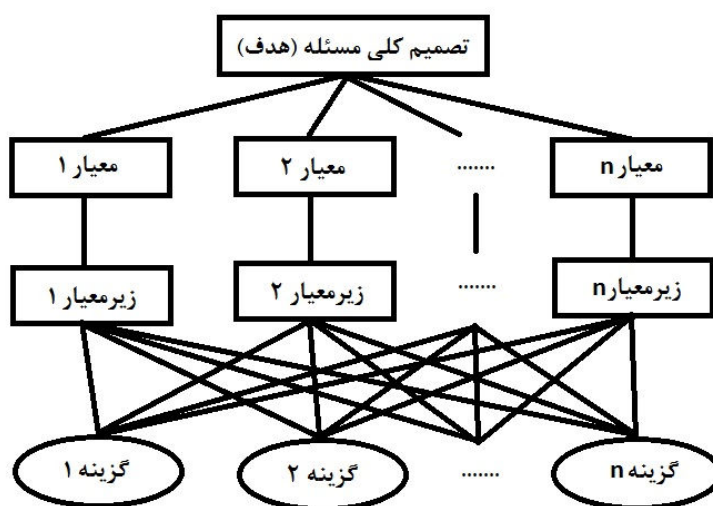 تصمیم کلی مسئله (هدف)
معیار ۱
معیار ۲
.......
معیار n
زیرمعیار ۱
زیرمعیار ۲
.......
زیرمعیار n
گزینه ۱
گزینه ۲
.......
گزینه n